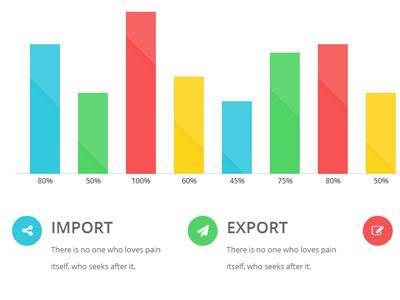 80% 50% 100% 60% 45% 75% 80% 50%
IMPORT
There is no one who loves pain
itself, who seeks after it.
EXPORT
There is no one who loves pain
itself, who seeks after it.